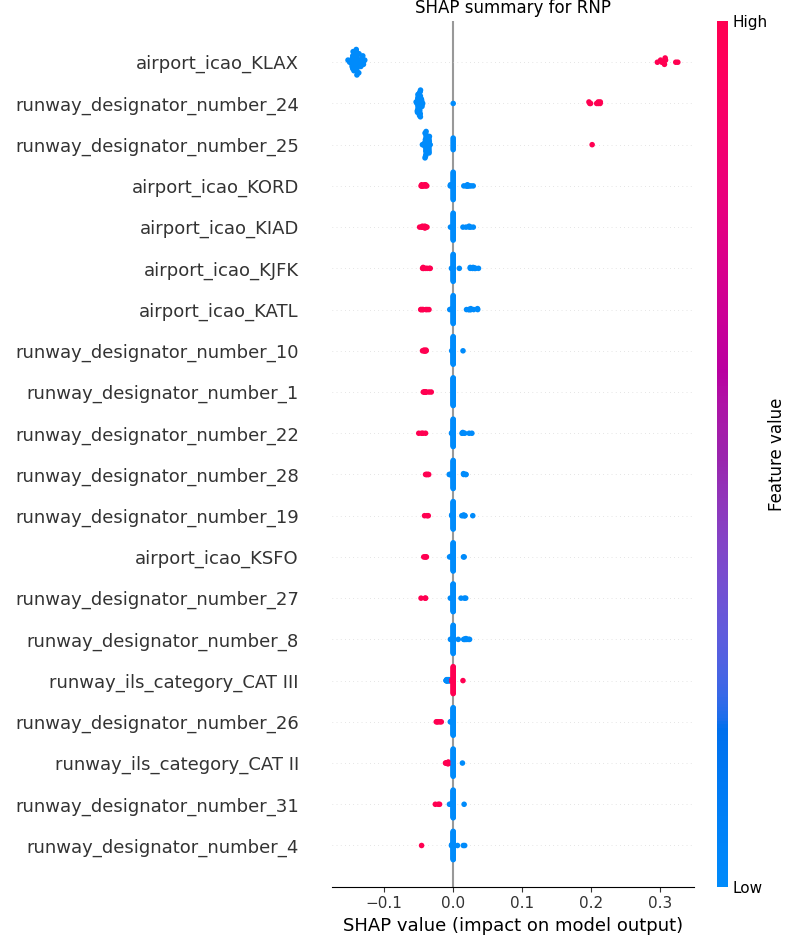 SHAP summary for RNP
High
airport_icao_KLAX
runway_designator_number_24
runway_designator_number_25
airport_icao_KORD
airport_icao_KIAD
airport_icao_KJFK
airport_icao_KATL
runway_designator_number_10
runway_designator_number_1
runway_designator_number_22
runway_designator_number_28
runway_designator_number_19
airport_icao_KSFO
runway_designator_number_27
runway_designator_number_8
runway_ils_category_CAT III
runway_designator_number_26
runway_ils_category_CAT II
runway_designator_number_31
runway_designator_number_4
Feature value
Low
−0.1 0.0 0.1 0.2 0.3
SHAP value (impact on model output)